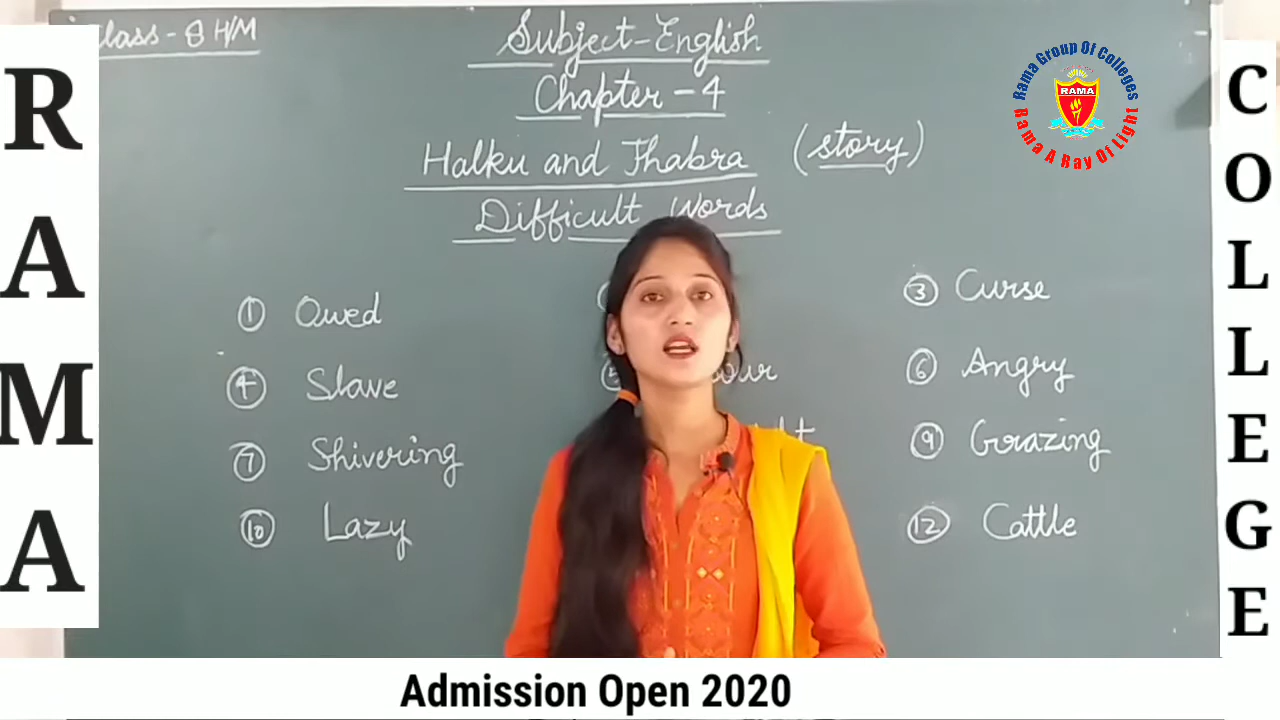 Class - 8 H/M
Subject - English
Chapter - 4
Halku and Jhabra (story)
Difficult Words
① Owed
③ Curse
④ Slave
⑤
⑥ Angry
⑦ Shivering
⑨ Grazing
⑩ Lazy
⑫ Cattle
RAMA
COLLEGE
Rama Group Of Colleges
RAMA
Rama A Ray Of Light
Admission Open 2020